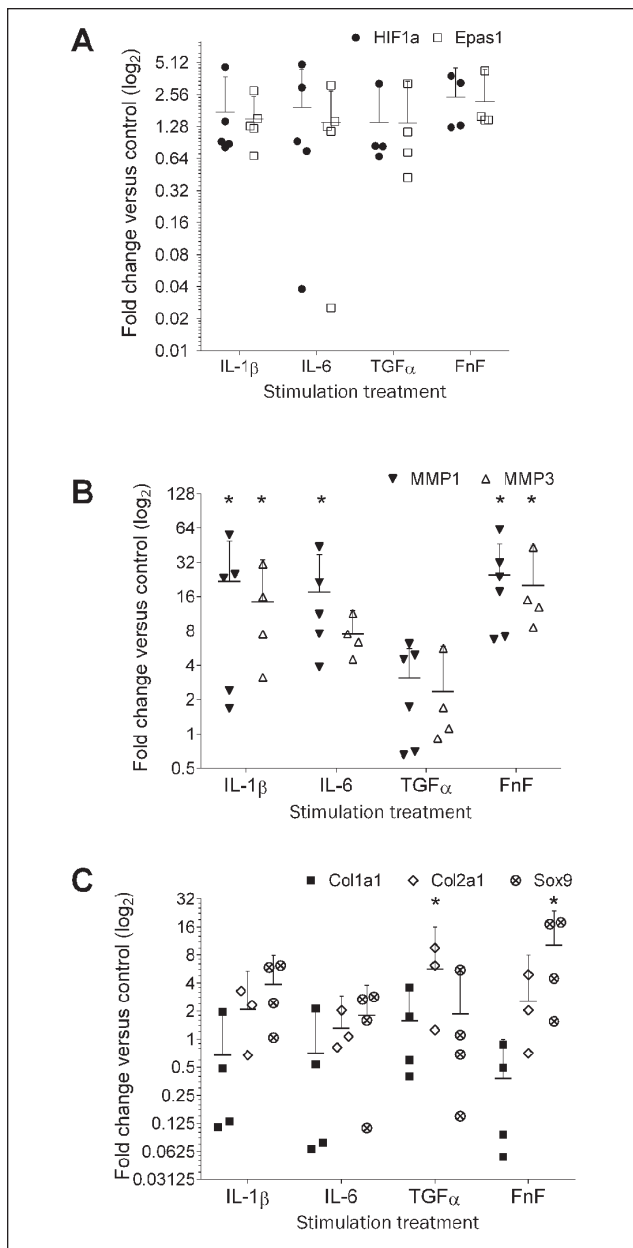 A
● HIF1a □ Epas1
Fold change versus control (log₂)
5.12
2.56
1.28
0.64
0.32
0.16
0.08
0.04
0.02
0.01
IL-1β IL-6 TGFα FnF
Stimulation treatment
B
▼ MMP1 △ MMP3
Fold change versus control (log₂)
128
64
32
16
8
4
2
1
0.5
* * * * *
IL-1β IL-6 TGFα FnF
Stimulation treatment
C
■ Col1a1 ◇ Col2a1 ⊗ Sox9
Fold change versus control (log₂)
32
16
8
4
2
1
0.5
0.25
0.125
0.0625
0.03125
* *
IL-1β IL-6 TGFα FnF
Stimulation treatment